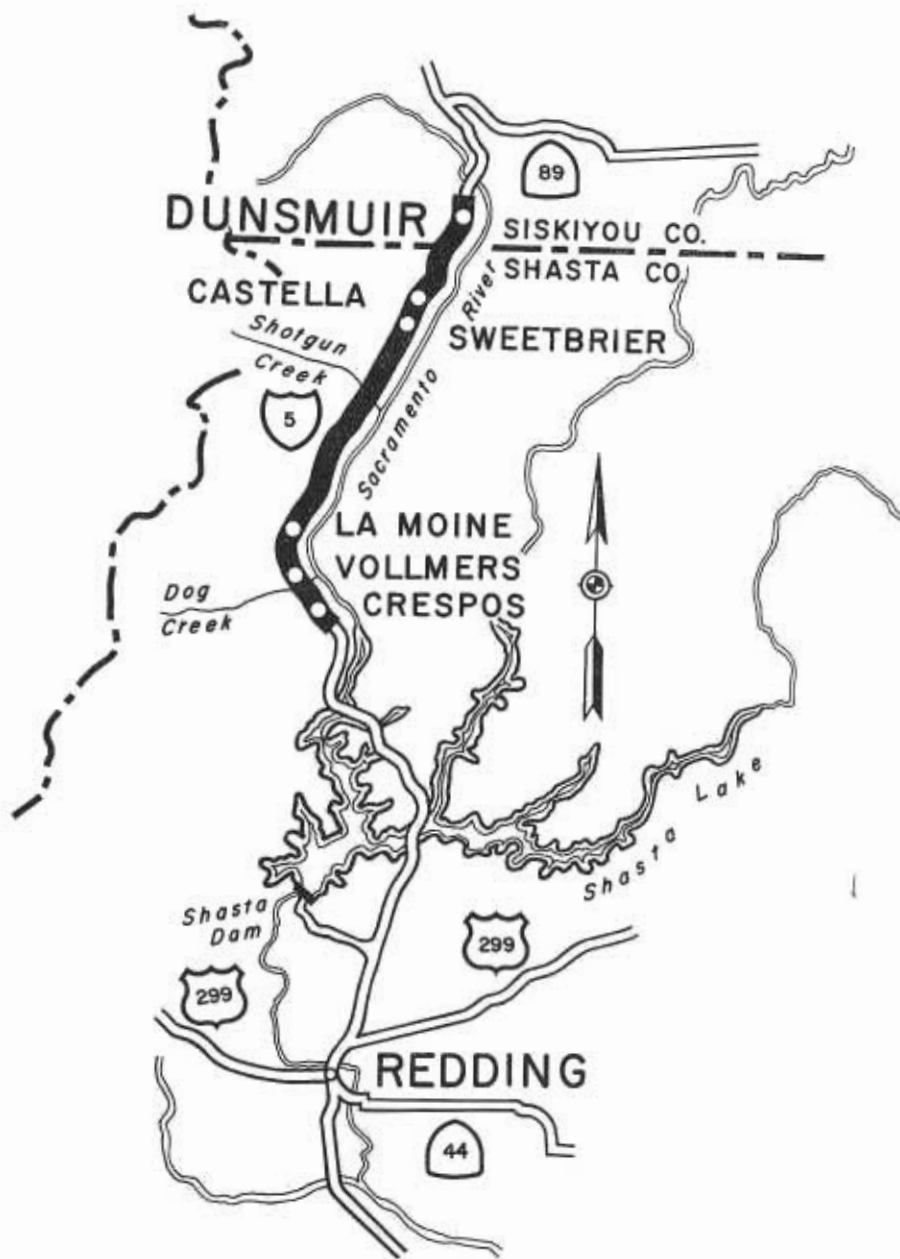 89
DUNSMUIR
SISKIYOU CO.
SHASTA CO.
CASTELLA
River
Shotgun
Creek
SWEETBRIER
5
Sacramento
LA MOINE
VOLLMERS
CRESPOS
Dog
Creek
Shasta Lake
Shasta
Dam
299
299
REDDING
44